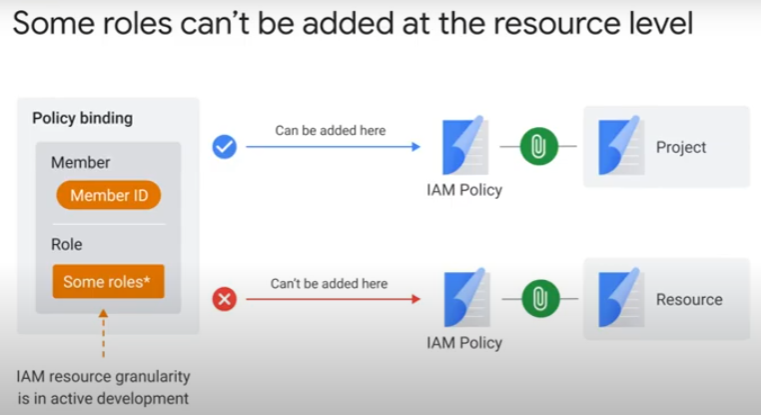 Some roles can't be added at the resource level
Policy binding
Member
Member ID
Role
Some roles*
IAM resource granularity
is in active development
Can be added here
IAM Policy
Project
Can't be added here
IAM Policy
Resource